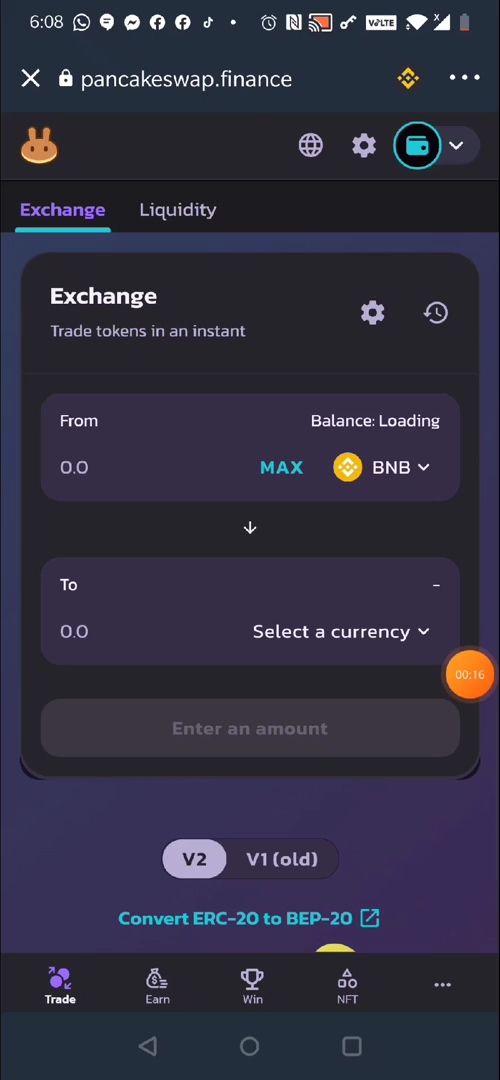 6:08
VoLTE
pancakeswap.finance
Exchange
Liquidity
Exchange
Trade tokens in an instant
From
Balance: Loading
0.0
MAX
BNB
To
-
0.0
Select a currency
00:16
Enter an amount
V2
V1 (old)
Convert ERC-20 to BEP-20
Trade
Earn
Win
NFT